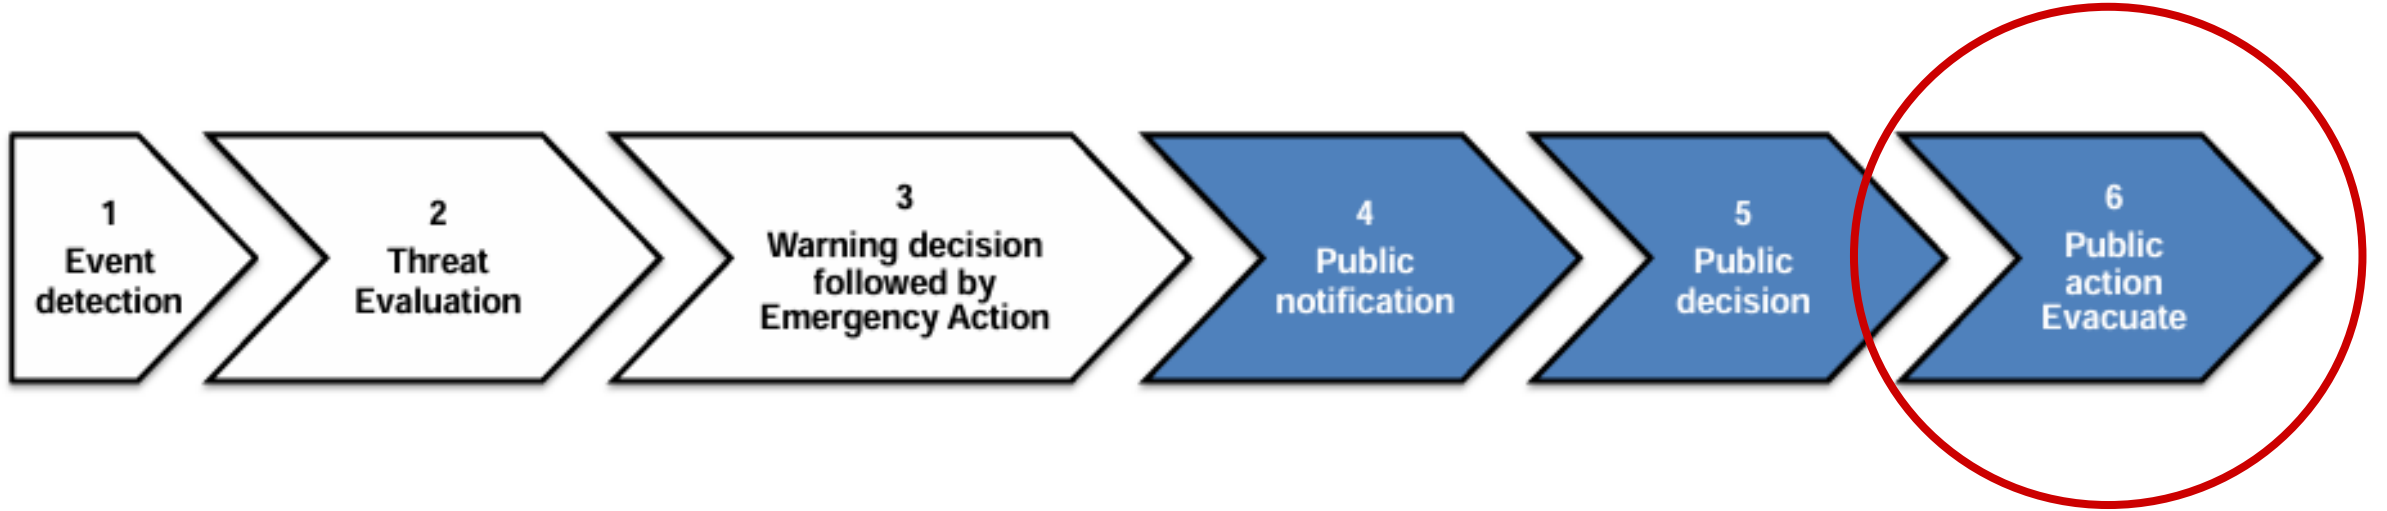 1
Event
detection
2
Threat
Evaluation
3
Warning decision
followed by
Emergency Action
4
Public
notification
5
Public
decision
6
Public
action
Evacuate